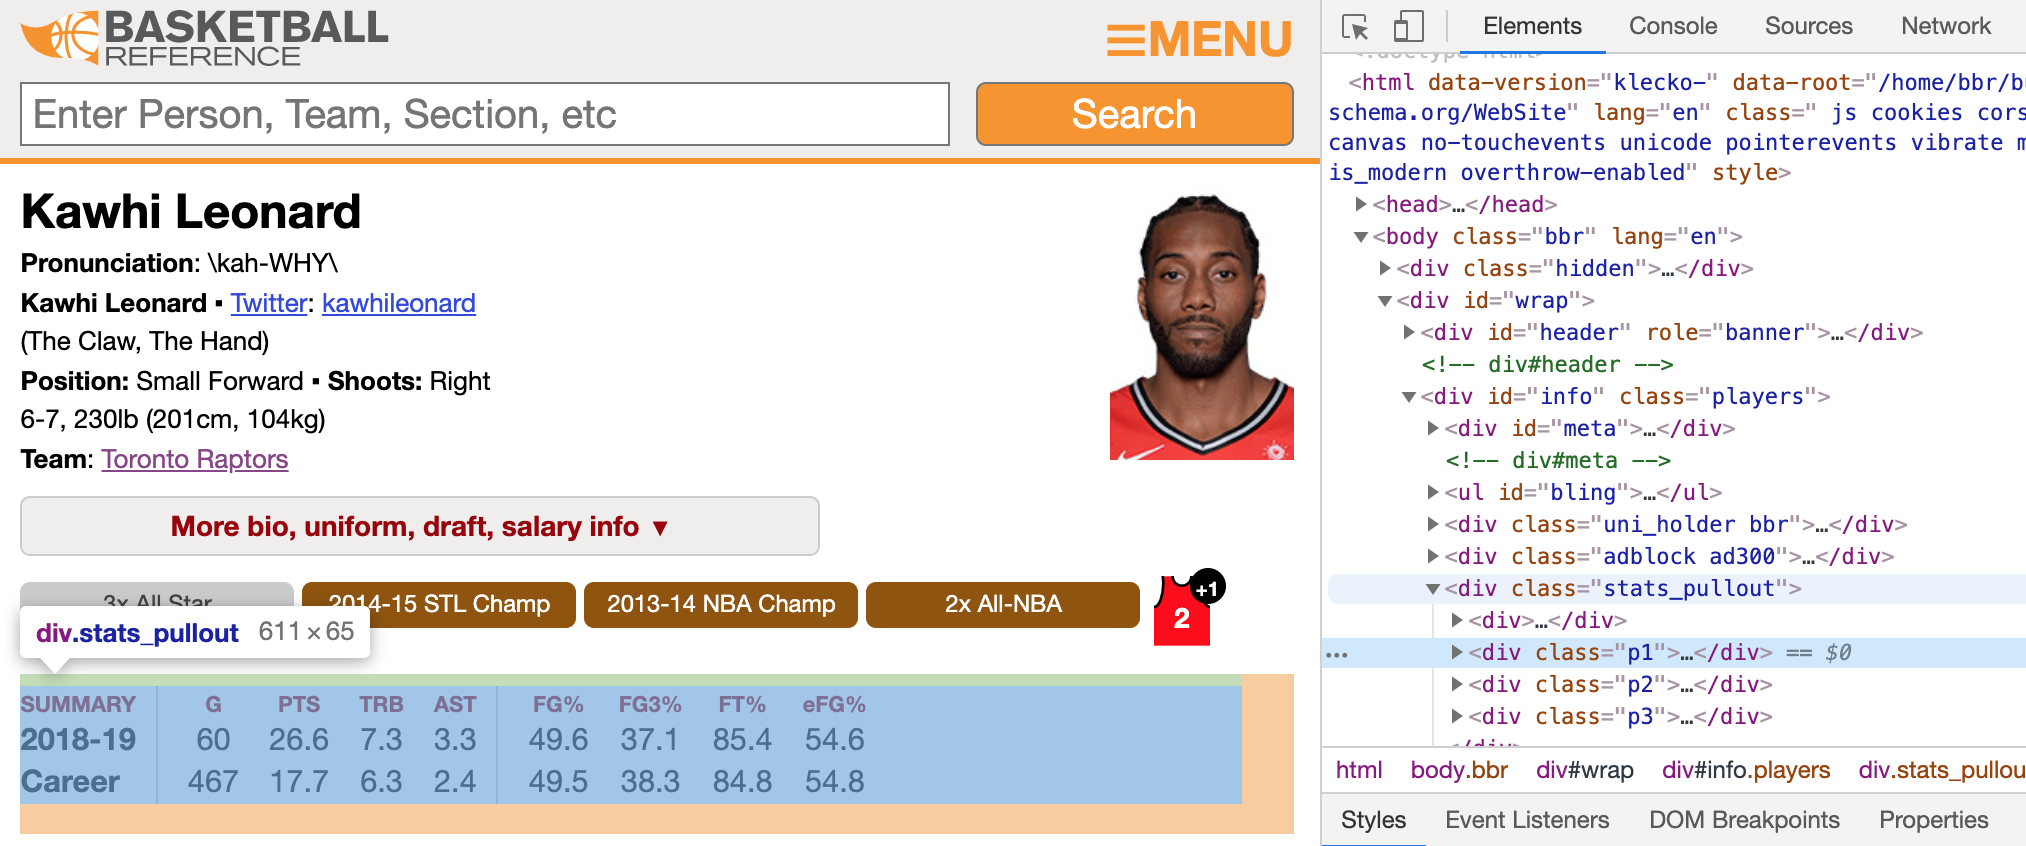 BASKETBALL
REFERENCE
MENU
Enter Person, Team, Section, etc
Search
Kawhi Leonard
Pronunciation: \kah-WHY\
Kawhi Leonard ▪ Twitter: kawhileonard
(The Claw, The Hand)
Position: Small Forward ▪ Shoots: Right
6-7, 230lb (201cm, 104kg)
Team: Toronto Raptors
More bio, uniform, draft, salary info ▼
3x All Star
2014-15 STL Champ
2013-14 NBA Champ
2x All-NBA
2
+1
div.stats_pullout 611 × 65
SUMMARY G PTS TRB AST FG% FG3% FT% eFG%
2018-19 60 26.6 7.3 3.3 49.6 37.1 85.4 54.6
Career 467 17.7 6.3 2.4 49.5 38.3 84.8 54.8
Elements Console Sources Network
<!doctype html>
<html data-version="klecko-" data-root="/home/bbr/bu
schema.org/WebSite" lang="en" class=" js cookies cors
canvas no-touchevents unicode pointerevents vibrate m
is_modern overthrow-enabled" style>
▶<head>…</head>
▼<body class="bbr" lang="en">
▶<div class="hidden">…</div>
▼<div id="wrap">
▶<div id="header" role="banner">…</div>
<!-- div#header -->
▼<div id="info" class="players">
▶<div id="meta">…</div>
<!-- div#meta -->
▶<ul id="bling">…</ul>
▶<div class="uni_holder bbr">…</div>
▶<div class="adblock ad300">…</div>
▼<div class="stats_pullout">
▶<div>…</div>
… ▶<div class="p1">…</div> == $0
▶<div class="p2">…</div>
▶<div class="p3">…</div>
</div>
html body.bbr div#wrap div#info.players div.stats_pullou
Styles Event Listeners DOM Breakpoints Properties